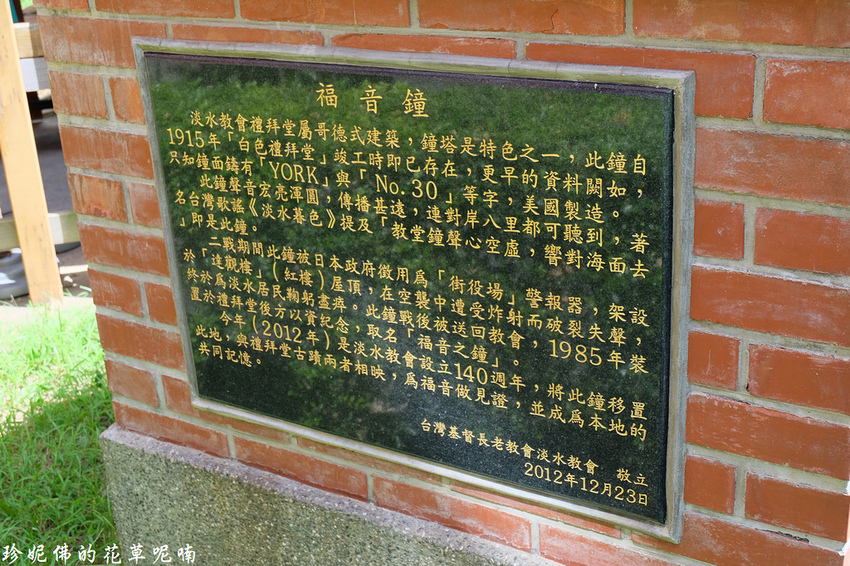 福音鐘
淡水教會禮拜堂屬哥德式建築，鐘塔是特色之一，此鐘自
1915年「白色禮拜堂」竣工時即已存在，更早的資料闕如，
只知鐘面鑄有「YORK」與「No.30」等字，美國製造。
此鐘聲音宏亮渾圓，傳播甚遠，連對岸八里都可聽到，著
名台灣歌謠《淡水暮色》提及「教堂鐘聲心空虛，響對海面去
」即是此鐘。
二戰期間此鐘被日本政府徵用為「街役場」警報器，架設
於「達觀樓」（紅樓）屋頂，在空襲中遭受炸射而破裂失聲，
終於為淡水居民鞠躬盡瘁。此鐘戰後被送回教會，1985年裝
置於禮拜堂後方以資紀念，取名「福音之鐘」。
今年（2012年）是淡水教會設立140週年，將此鐘移置
此地，與禮拜堂古蹟兩者相映，為福音做見證，並成為本地的
共同記憶。
台灣基督長老教會淡水教會 敬立
2012年12月23日
珍妮佛的花草呢喃